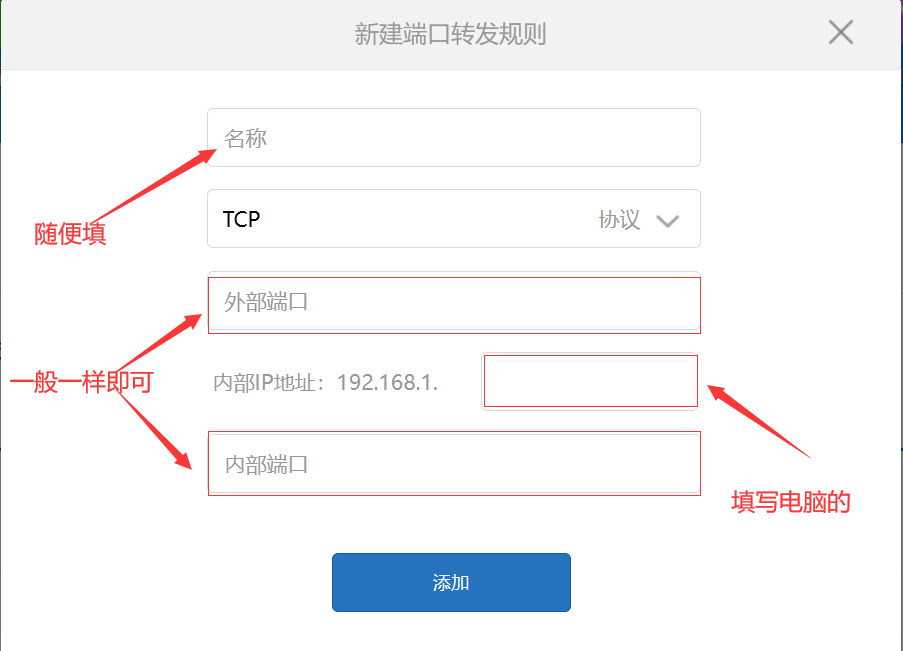 新建端口转发规则
名称
随便填
TCP 协议
外部端口
一般一样即可
内部IP地址：192.168.1.
内部端口
填写电脑的
添加